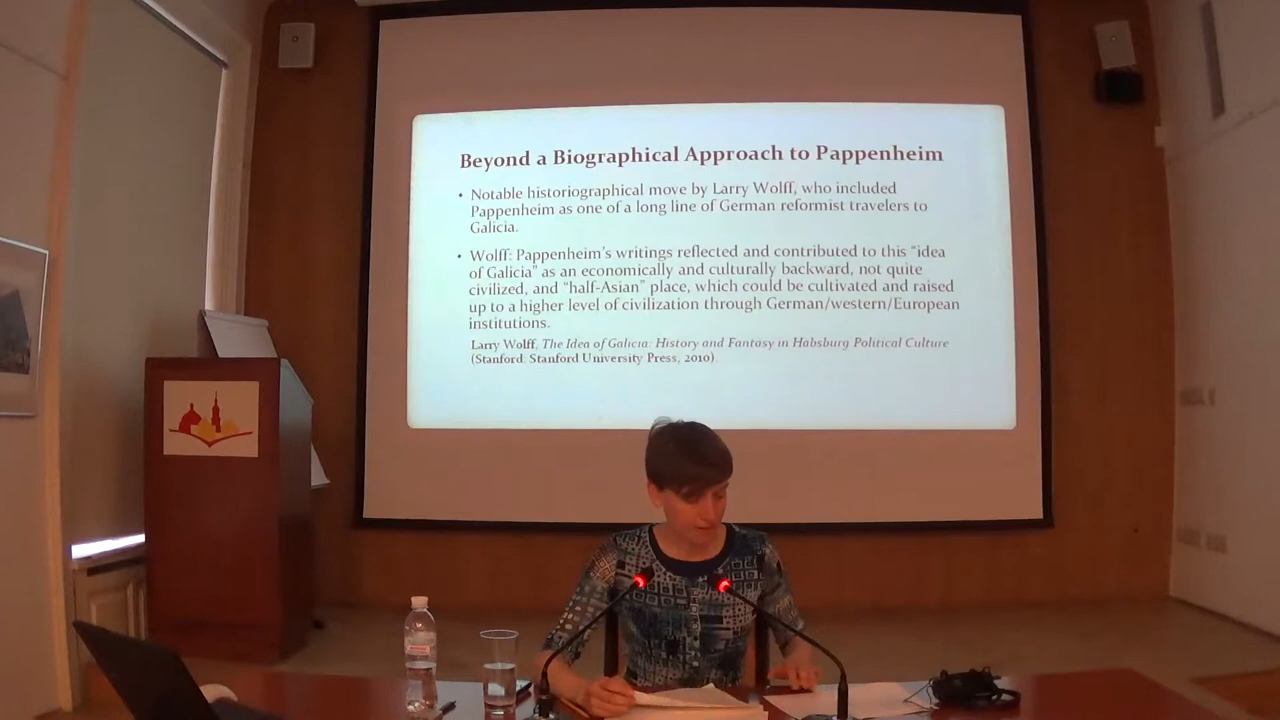 Beyond a Biographical Approach to Pappenheim
• Notable historiographical move by Larry Wolff, who included
Pappenheim as one of a long line of German reformist travelers to
Galicia.
• Wolff: Pappenheim's writings reflected and contributed to this "idea
of Galicia" as an economically and culturally backward, not quite
civilized, and "half-Asian" place, which could be cultivated and raised
up to a higher level of civilization through German/western/European
institutions.
Larry Wolff, The Idea of Galicia: History and Fantasy in Habsburg Political Culture
(Stanford: Stanford University Press, 2010).